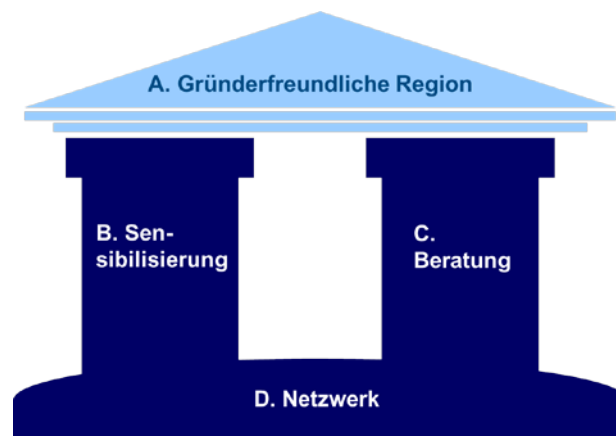 A. Gründerfreundliche Region
B. Sen-
sibilisierung
C.
Beratung
D. Netzwerk